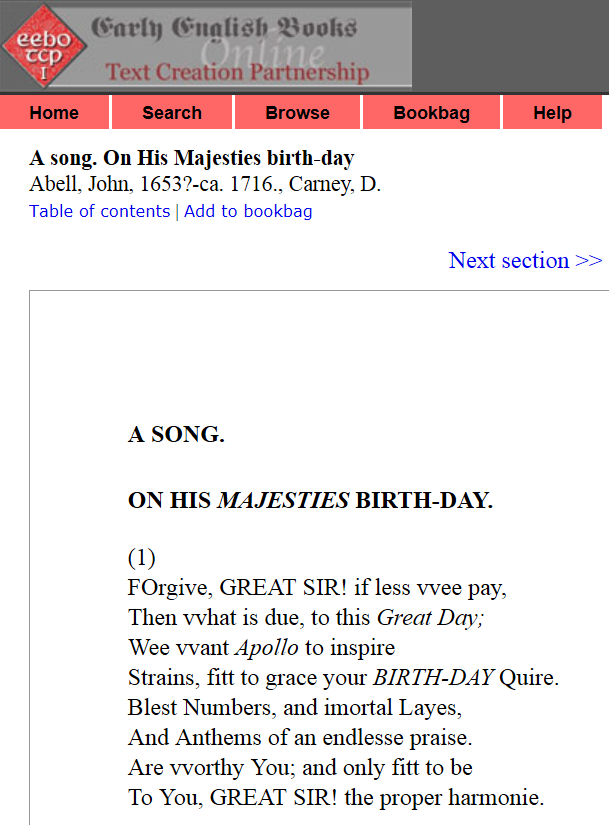 eebo
tcp
I
Early English Books
Online
Text Creation Partnership
Home Search Browse Bookbag Help
A song. On His Majesties birth-day
Abell, John, 1653?-ca. 1716., Carney, D.
Table of contents | Add to bookbag
Next section >>
A SONG.
ON HIS MAJESTIES BIRTH-DAY.
(1)
FOrgive, GREAT SIR! if less vvee pay,
Then vvhat is due, to this Great Day;
Wee vvant Apollo to inspire
Strains, fitt to grace your BIRTH-DAY Quire.
Blest Numbers, and imortal Layes,
And Anthems of an endlesse praise.
Are vvorthy You; and only fitt to be
To You, GREAT SIR! the proper harmonie.